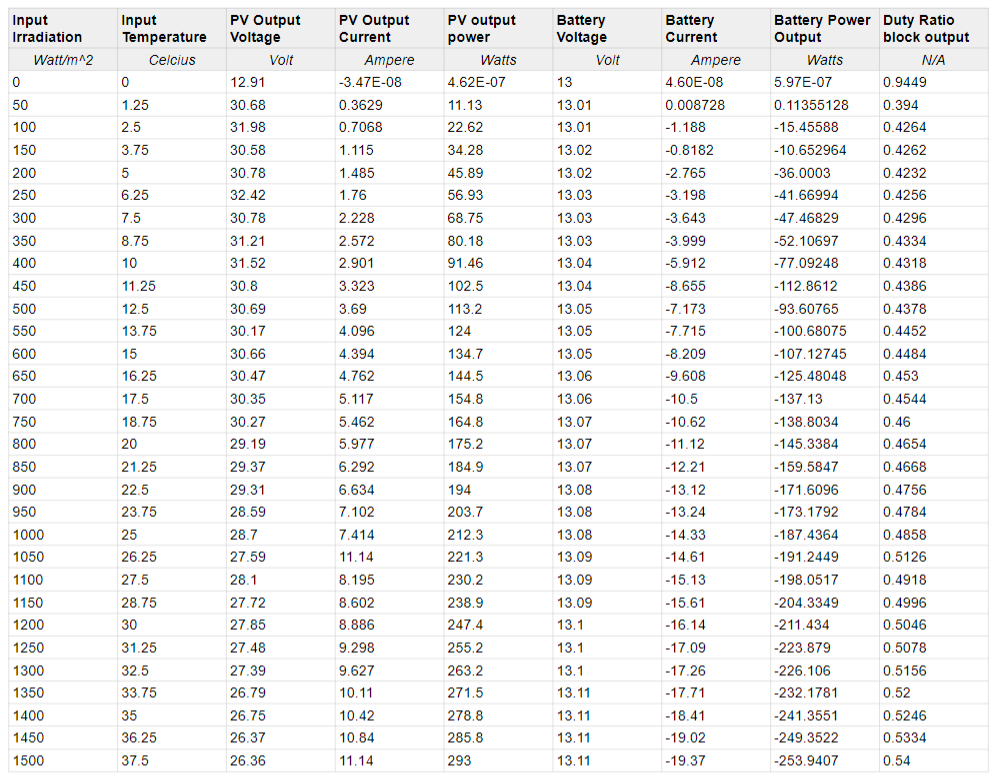 Input Irradiation Input Temperature PV Output Voltage PV Output Current PV output power Battery Voltage Battery Current Battery Power Output Duty Ratio block output
Watt/m^2 Celcius Volt Ampere Watts Volt Ampere Watts N/A
0 0 12.91 -3.47E-08 4.62E-07 13 4.60E-08 5.97E-07 0.9449
50 1.25 30.68 0.3629 11.13 13.01 0.008728 0.11355128 0.394
100 2.5 31.98 0.7068 22.62 13.01 -1.188 -15.45588 0.4264
150 3.75 30.58 1.115 34.28 13.02 -0.8182 -10.652964 0.4262
200 5 30.78 1.485 45.89 13.02 -2.765 -36.0003 0.4232
250 6.25 32.42 1.76 56.93 13.03 -3.198 -41.66994 0.4256
300 7.5 30.78 2.228 68.75 13.03 -3.643 -47.46829 0.4296
350 8.75 31.21 2.572 80.18 13.03 -3.999 -52.10697 0.4334
400 10 31.52 2.901 91.46 13.04 -5.912 -77.09248 0.4318
450 11.25 30.8 3.323 102.5 13.04 -8.655 -112.8612 0.4386
500 12.5 30.69 3.69 113.2 13.05 -7.173 -93.60765 0.4378
550 13.75 30.17 4.096 124 13.05 -7.715 -100.68075 0.4452
600 15 30.66 4.394 134.7 13.05 -8.209 -107.12745 0.4484
650 16.25 30.47 4.762 144.5 13.06 -9.608 -125.48048 0.453
700 17.5 30.35 5.117 154.8 13.06 -10.5 -137.13 0.4544
750 18.75 30.27 5.462 164.8 13.07 -10.62 -138.8034 0.46
800 20 29.19 5.977 175.2 13.07 -11.12 -145.3384 0.4654
850 21.25 29.37 6.292 184.9 13.07 -12.21 -159.5847 0.4668
900 22.5 29.31 6.634 194 13.08 -13.12 -171.6096 0.4756
950 23.75 28.59 7.102 203.7 13.08 -13.24 -173.1792 0.4784
1000 25 28.7 7.414 212.3 13.08 -14.33 -187.4364 0.4858
1050 26.25 27.59 11.14 221.3 13.09 -14.61 -191.2449 0.5126
1100 27.5 28.1 8.195 230.2 13.09 -15.13 -198.0517 0.4918
1150 28.75 27.72 8.602 238.9 13.09 -15.61 -204.3349 0.4996
1200 30 27.85 8.886 247.4 13.1 -16.14 -211.434 0.5046
1250 31.25 27.48 9.298 255.2 13.1 -17.09 -223.879 0.5078
1300 32.5 27.39 9.627 263.2 13.1 -17.26 -226.106 0.5156
1350 33.75 26.79 10.11 271.5 13.11 -17.71 -232.1781 0.52
1400 35 26.75 10.42 278.8 13.11 -18.41 -241.3551 0.5246
1450 36.25 26.37 10.84 285.8 13.11 -19.02 -249.3522 0.5334
1500 37.5 26.36 11.14 293 13.11 -19.37 -253.9407 0.54